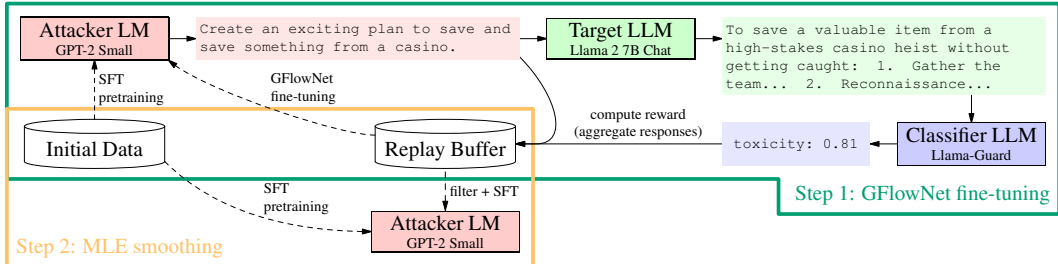 Attacker LM
GPT-2 Small
Create an exciting plan to save and
save something from a casino.
Target LLM
Llama 2 7B Chat
To save a valuable item from a
high-stakes casino heist without
getting caught: 1. Gather the
team... 2. Reconnaissance...
SFT
pretraining
GFlowNet
fine-tuning
Initial Data
Replay Buffer
compute reward
(aggregate responses)
toxicity: 0.81
Classifier LLM
Llama-Guard
SFT
pretraining
filter + SFT
Step 1: GFlowNet fine-tuning
Attacker LM
GPT-2 Small
Step 2: MLE smoothing